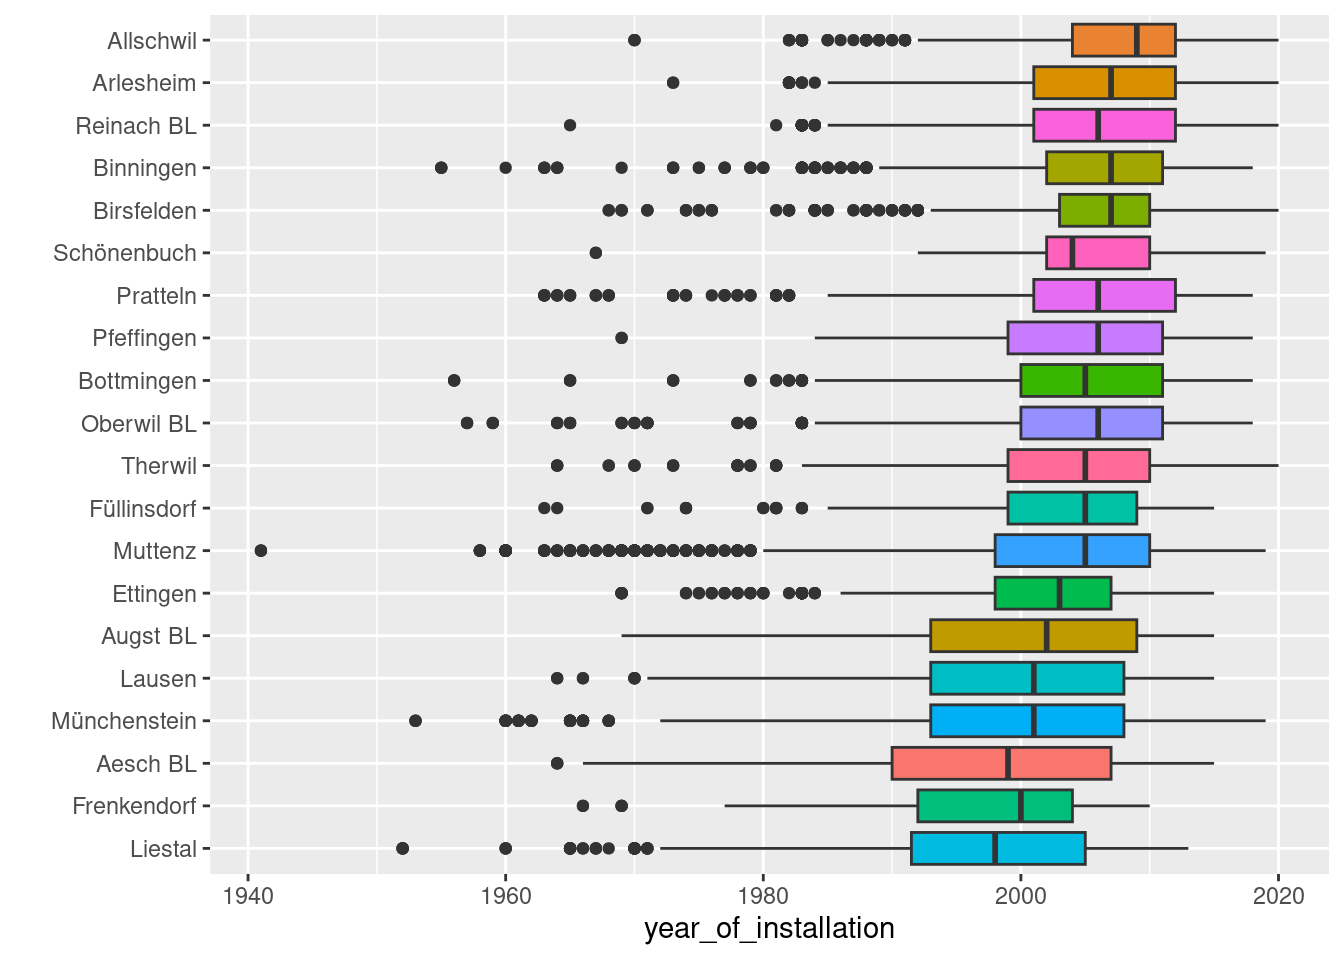 Allschwil
Arlesheim
Reinach BL
Binningen
Birsfelden
Schönenbuch
Pratteln
Pfeffingen
Bottmingen
Oberwil BL
Therwil
Füllinsdorf
Muttenz
Ettingen
Augst BL
Lausen
Münchenstein
Aesch BL
Frenkendorf
Liestal
1940 1960 1980 2000 2020
year_of_installation